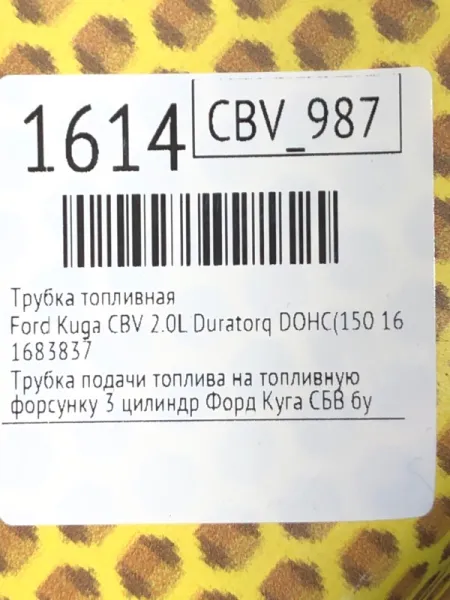 1614
CBV_987
Трубка топливная
Ford Kuga CBV 2.0L Duratorq DOHC(150 16
1683837
Трубка подачи топлива на топливную
форсунку 3 цилиндр Форд Куга СБВ бу